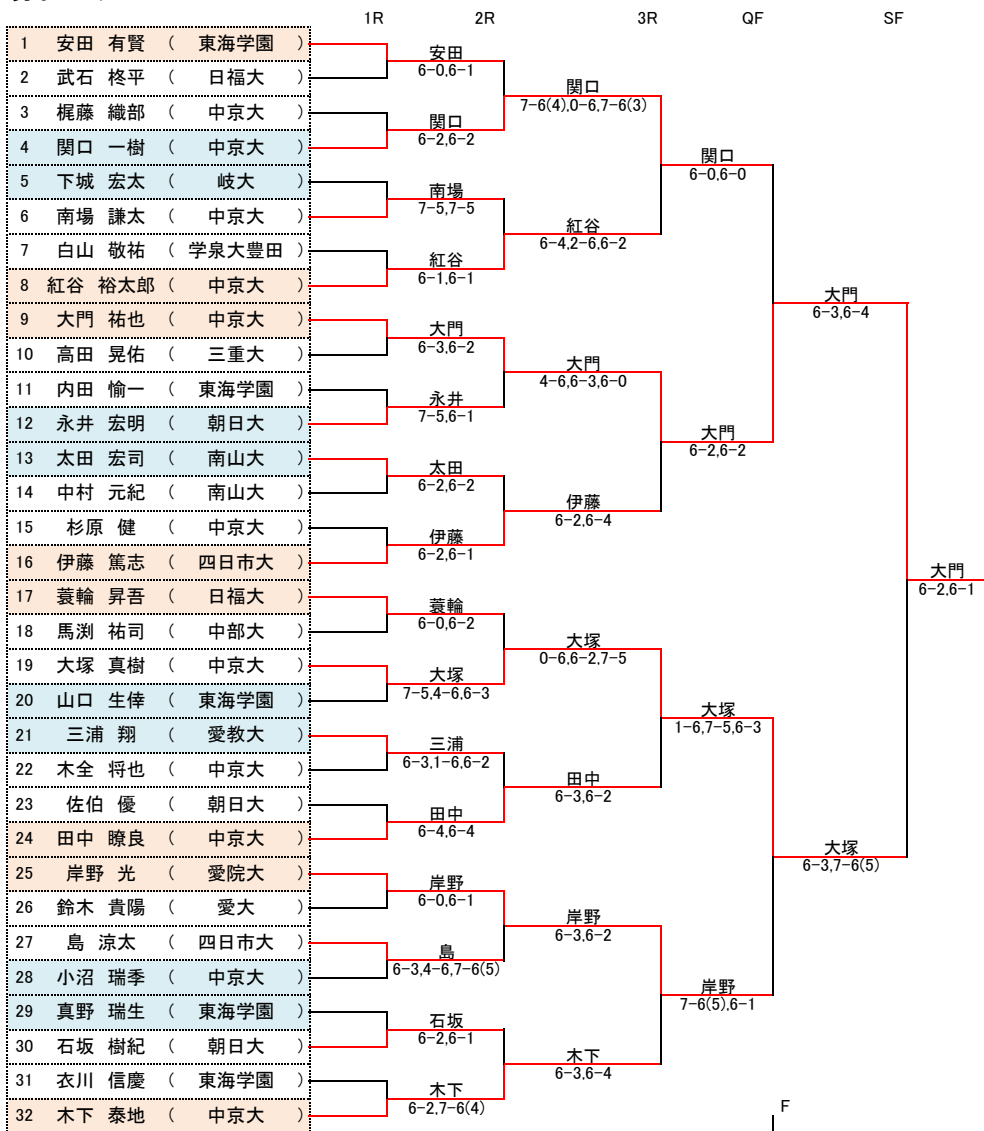 1R 2R 3R QF SF
1 安田 有賢 ( 東海学園 )
2 武石 柊平 ( 日福大 )
3 梶藤 織部 ( 中京大 )
4 関口 一樹 ( 中京大 )
5 下城 宏太 ( 岐大 )
6 南場 謙太 ( 中京大 )
7 白山 敬祐 ( 学泉大豊田 )
8 紅谷 裕太郎 ( 中京大 )
9 大門 祐也 ( 中京大 )
10 高田 晃佑 ( 三重大 )
11 内田 愉一 ( 東海学園 )
12 永井 宏明 ( 朝日大 )
13 太田 宏司 ( 南山大 )
14 中村 元紀 ( 南山大 )
15 杉原 健 ( 中京大 )
16 伊藤 篤志 ( 四日市大 )
17 蓑輪 昇吾 ( 日福大 )
18 馬渕 祐司 ( 中部大 )
19 大塚 真樹 ( 中京大 )
20 山口 生倖 ( 東海学園 )
21 三浦 翔 ( 愛教大 )
22 木全 将也 ( 中京大 )
23 佐伯 優 ( 朝日大 )
24 田中 瞭良 ( 中京大 )
25 岸野 光 ( 愛院大 )
26 鈴木 貴陽 ( 愛大 )
27 島 涼太 ( 四日市大 )
28 小沼 瑞季 ( 中京大 )
29 真野 瑞生 ( 東海学園 )
30 石坂 樹紀 ( 朝日大 )
31 衣川 信慶 ( 東海学園 )
32 木下 泰地 ( 中京大 )
安田
6-0,6-1
関口
6-2,6-2
南場
7-5,7-5
紅谷
6-1,6-1
大門
6-3,6-2
永井
7-5,6-1
太田
6-2,6-2
伊藤
6-2,6-1
蓑輪
6-0,6-2
大塚
7-5,4-6,6-3
三浦
6-3,1-6,6-2
田中
6-4,6-4
岸野
6-0,6-1
島
6-3,4-6,7-6(5)
石坂
6-2,6-1
木下
6-2,7-6(4)
関口
7-6(4),0-6,7-6(3)
紅谷
6-4,2-6,6-2
大門
4-6,6-3,6-0
伊藤
6-2,6-4
大塚
0-6,6-2,7-5
田中
6-3,6-2
岸野
6-3,6-2
木下
6-3,6-4
関口
6-0,6-0
大門
6-2,6-2
大塚
1-6,7-5,6-3
岸野
7-6(5),6-1
大門
6-3,6-4
大塚
6-3,7-6(5)
大門
6-2,6-1
F